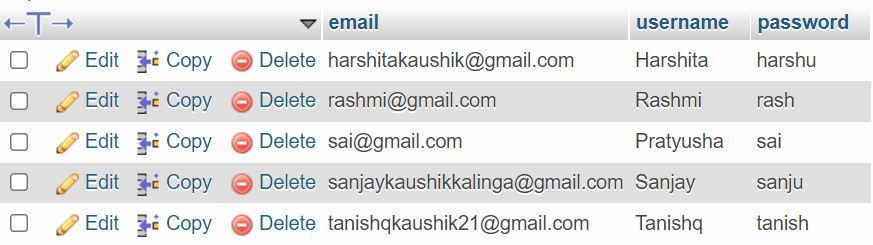 email username password
Edit Copy Delete harshitakaushik@gmail.com Harshita harshu
Edit Copy Delete rashmi@gmail.com Rashmi rash
Edit Copy Delete sai@gmail.com Pratyusha sai
Edit Copy Delete sanjaykaushikkalinga@gmail.com Sanjay sanju
Edit Copy Delete tanishqkaushik21@gmail.com Tanishq tanish